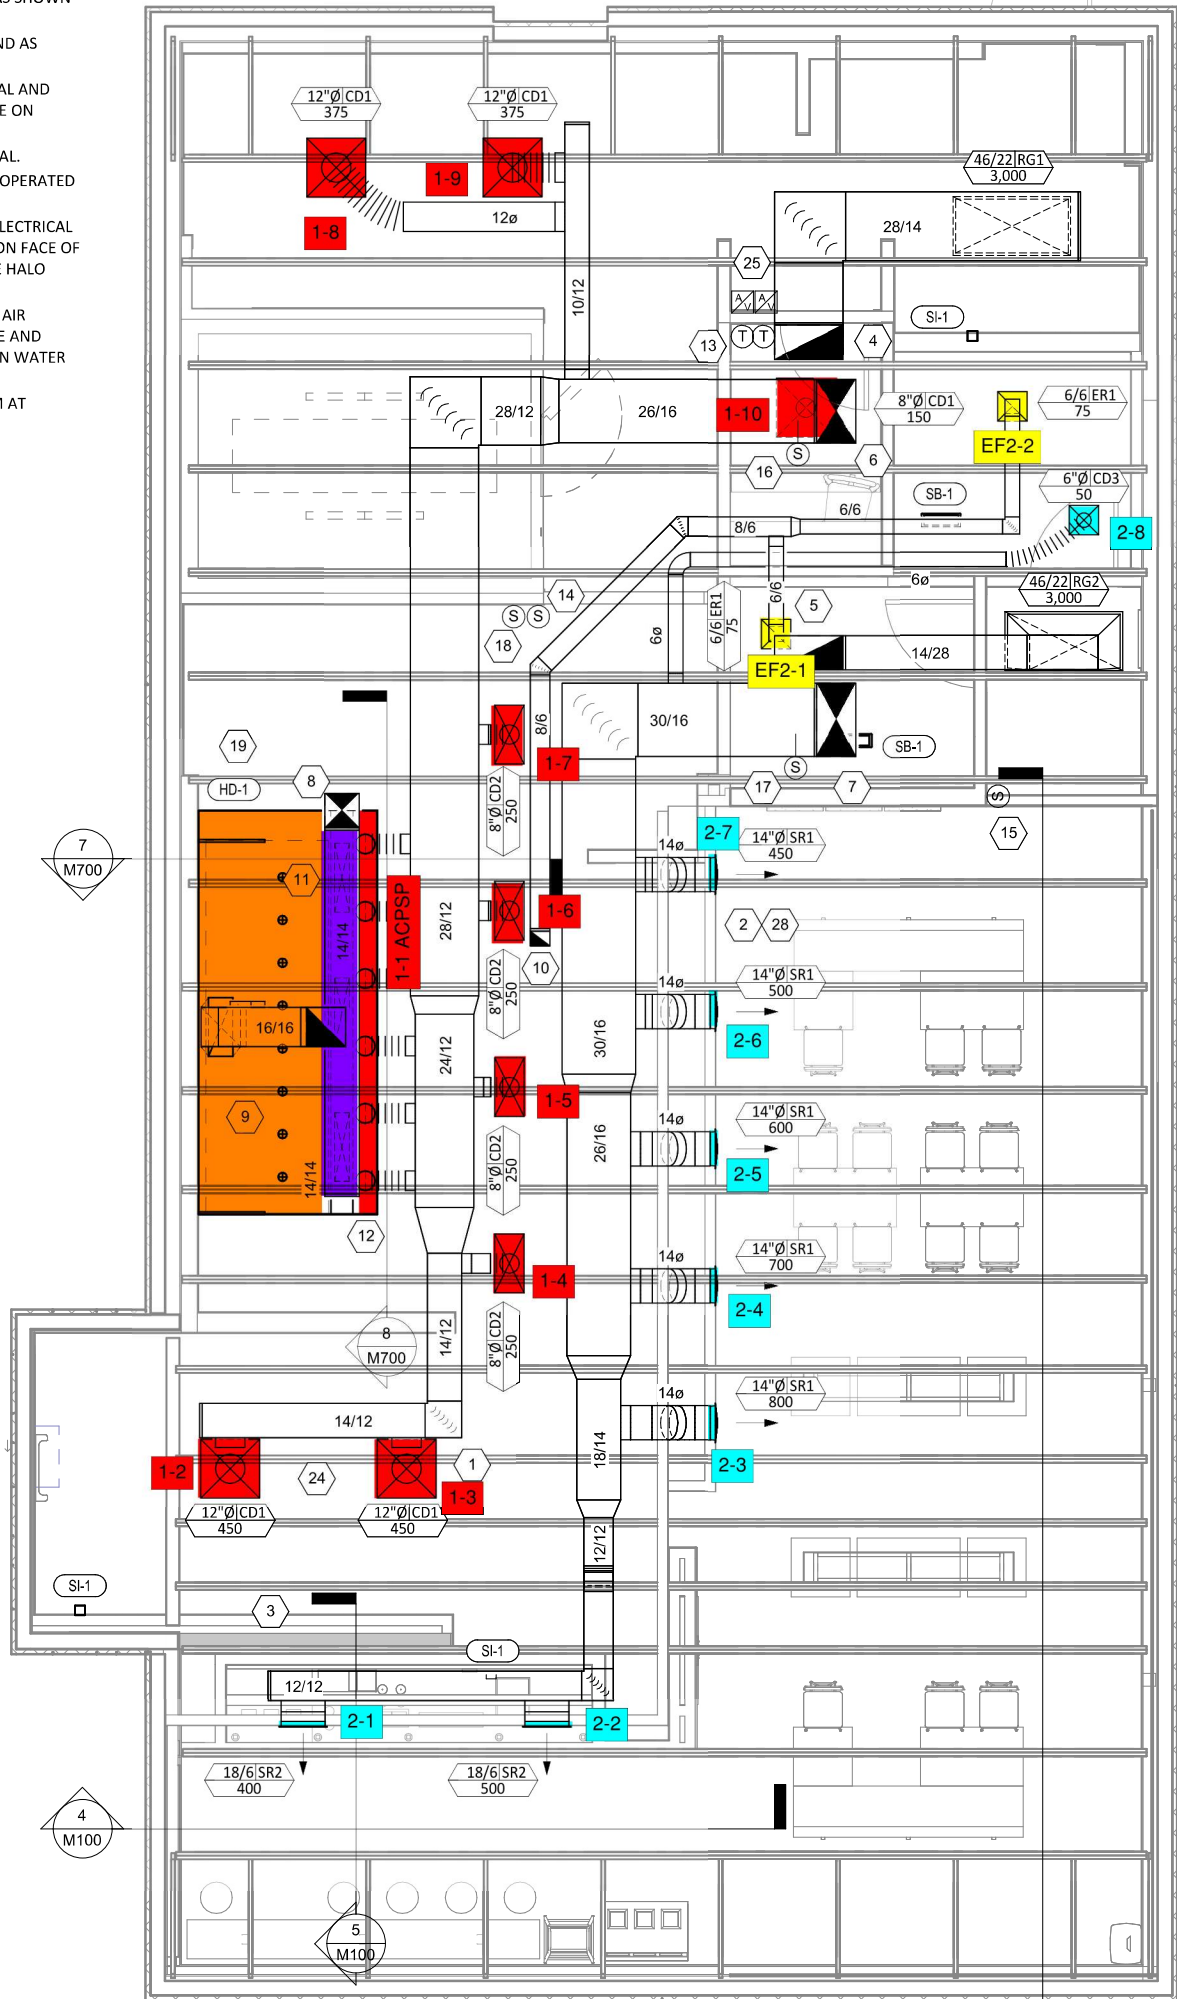 AS SHOWN
ND AS
AL AND
E ON
AL.
OPERATED
LECTRICAL
ON FACE OF
E HALO
AIR
E AND
N WATER
M AT
12"Ø CD1
375
12"Ø CD1
375
1-9
1-8
12ø
10/12
46/22 RG1
3,000
28/14
25
A/V A/V
T T
13
4
SI-1
28/12
26/16
1-10
8"Ø CD1
150
6/6 ER1
75
EF2-2
S
6
16
6"Ø CD3
50
SB-1
6/6
8/6
2-8
6ø
46/22 RG2
3,000
14
S S
18
6/6
5
6/6 ER1
75
6ø
EF2-1
14/28
8/6
30/16
19
HD-1
8
1-7
8"Ø CD2
250
SB-1
S
17
7
S
15
7
M700
11
14/14
1-1 ACPSP
28/12
1-6
10
8"Ø CD2
250
14ø
2-7
14"Ø SR1
450
2
28
14ø
14"Ø SR1
500
2-6
16/16
24/12
30/16
9
1-5
8"Ø CD2
250
26/16
14ø
14"Ø SR1
600
2-5
14/14
12
1-4
8"Ø CD2
250
14ø
14"Ø SR1
700
2-4
8
M700
14/12
14/12
14ø
14"Ø SR1
800
2-3
18/14
1-2
24
1
1-3
12"Ø CD1
450
12"Ø CD1
450
12/12
SI-1
3
SI-1
12/12
2-1
2-2
18/6 SR2
400
18/6 SR2
500
4
M100
5
M100